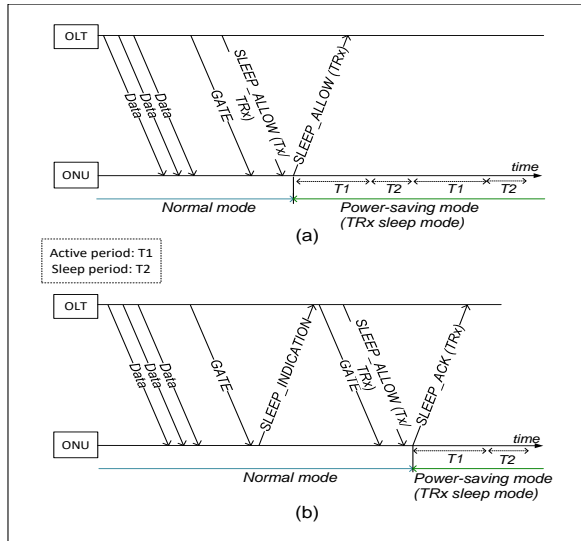 OLT
Data
Data
Data
GATE
SLEEP_ALLOW (Tx/
TRx)
SLEEP_ALLOW (TRx)
ONU
time
T1
T2
T1
T2
Normal mode
Power-saving mode
(TRx sleep mode)
(a)
Active period: T1
Sleep period: T2
OLT
Data
Data
Data
GATE
SLEEP_INDICATION
GATE
SLEEP_ALLOW (Tx/
TRx)
SLEEP_ACK (TRx)
ONU
time
T1
T2
Normal mode
Power-saving mode
(TRx sleep mode)
(b)